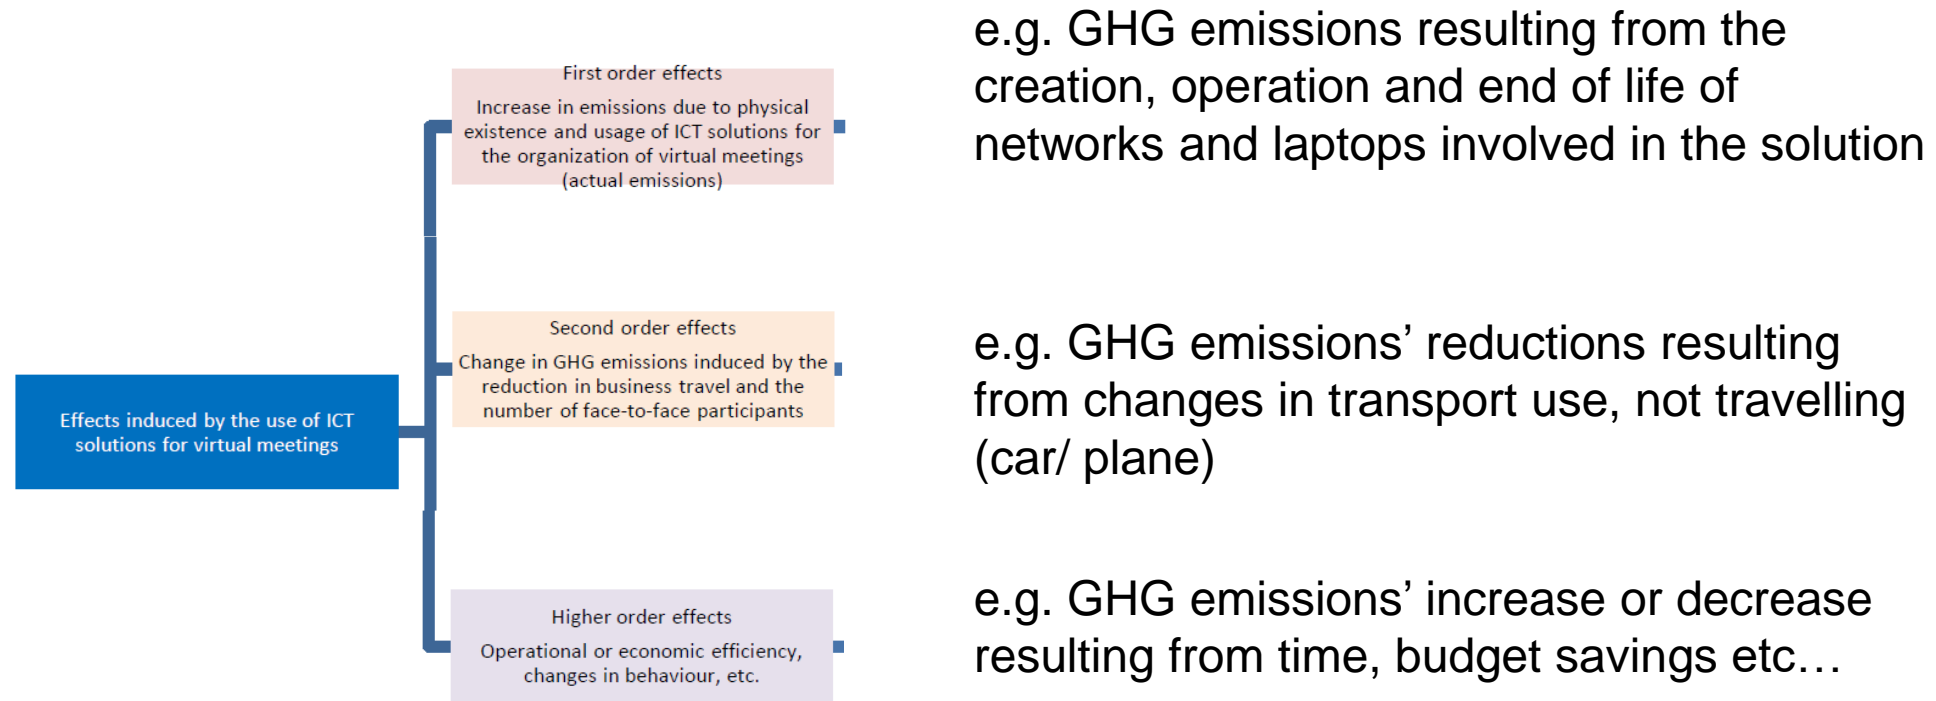 First order effects
Increase in emissions due to physical
existence and usage of ICT solutions for
the organization of virtual meetings
(actual emissions)
e.g. GHG emissions resulting from the
creation, operation and end of life of
networks and laptops involved in the solution
Effects induced by the use of ICT
solutions for virtual meetings
Second order effects
Change in GHG emissions induced by the
reduction in business travel and the
number of face-to-face participants
e.g. GHG emissions’ reductions resulting
from changes in transport use, not travelling
(car/ plane)
Higher order effects
Operational or economic efficiency,
changes in behaviour, etc.
e.g. GHG emissions’ increase or decrease
resulting from time, budget savings etc…